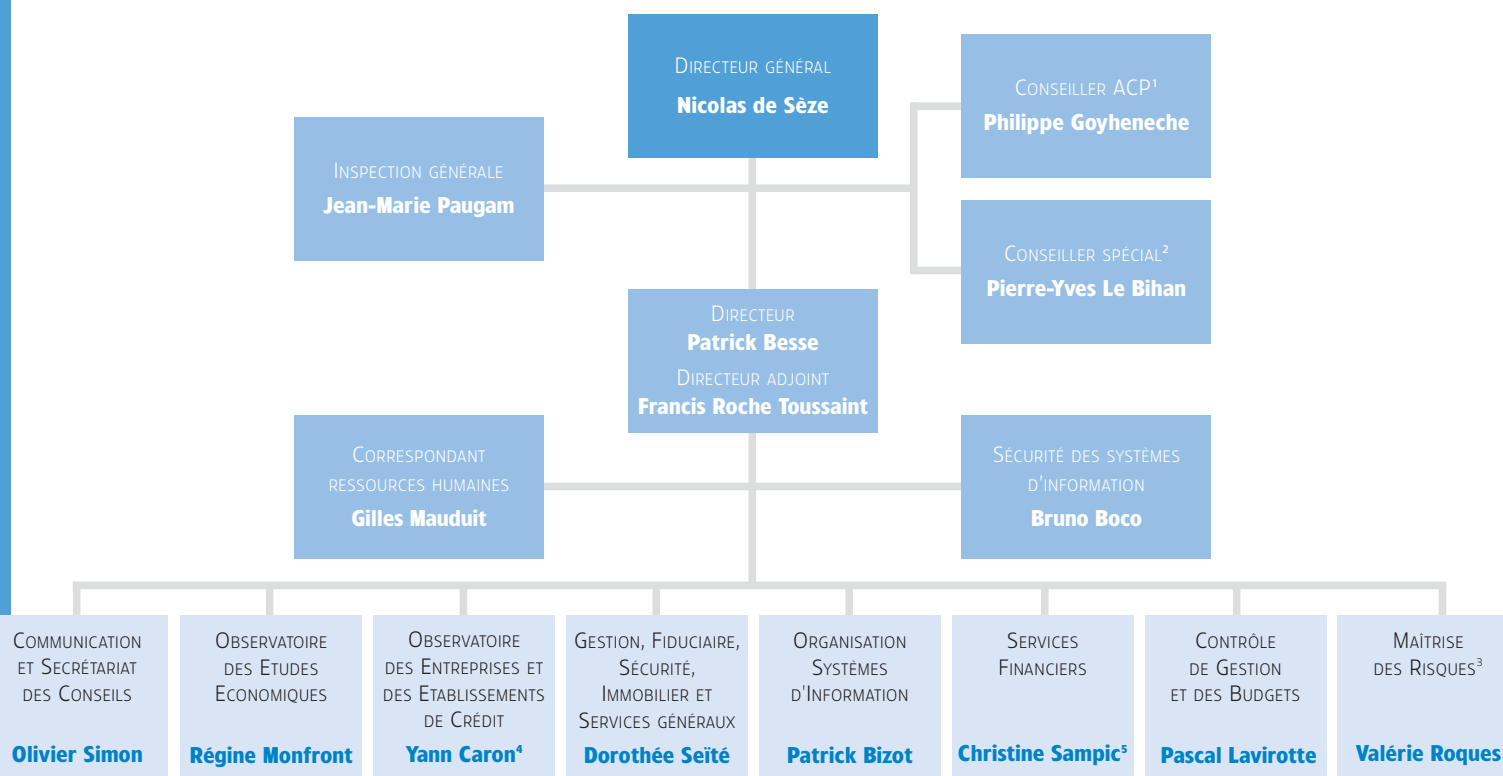 Directeur général
Nicolas de Sèze
Conseiller ACP¹
Philippe Goyheneche
Inspection générale
Jean-Marie Paugam
Conseiller spécial²
Pierre-Yves Le Bihan
Directeur
Patrick Besse
Directeur adjoint
Francis Roche Toussaint
Correspondant
ressources humaines
Gilles Mauduit
Sécurité des systèmes
d'information
Bruno Boco
Communication
et Secrétariat
des Conseils
Olivier Simon
Observatoire
des Etudes
Economiques
Régine Monfront
Observatoire
des Entreprises et
des Etablissements
de Crédit
Yann Caron⁴
Gestion, Fiduciaire,
Sécurité,
Immobilier et
Services généraux
Dorothée Seïté
Organisation
Systèmes
d'Information
Patrick Bizot
Services
Financiers
Christine Sampic⁵
Contrôle
de Gestion
et des Budgets
Pascal Lavirotte
Maîtrise
des Risques³
Valérie Roques